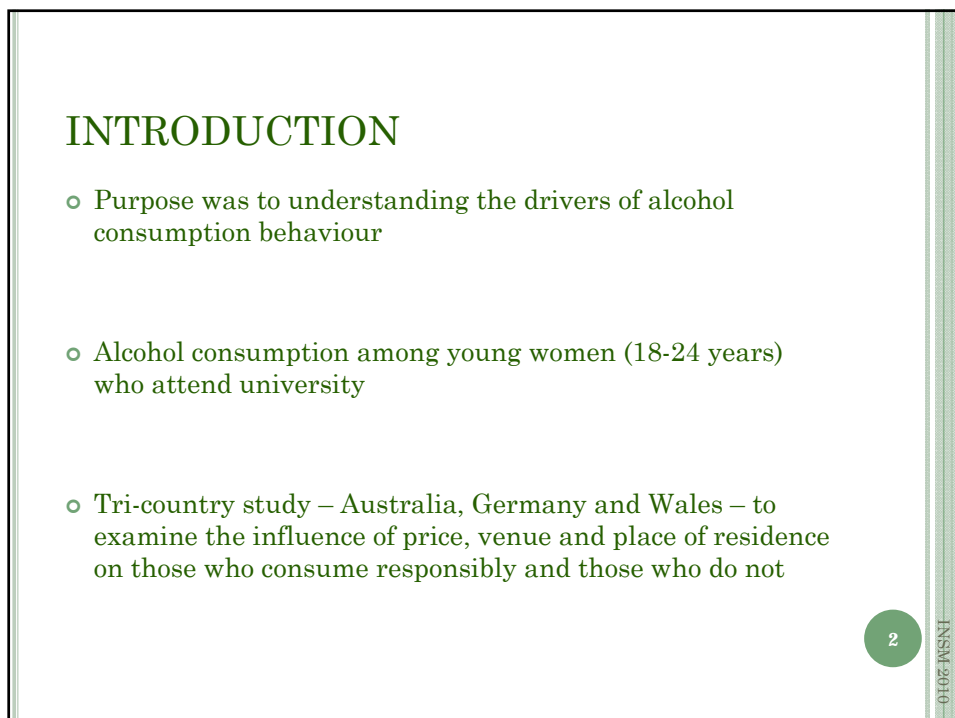 INTRODUCTION
Purpose was to understanding the drivers of alcohol
consumption behaviour
Alcohol consumption among young women (18-24 years)
who attend university
Tri-country study – Australia, Germany and Wales – to
examine the influence of price, venue and place of residence
on those who consume responsibly and those who do not
2
INSM 2010